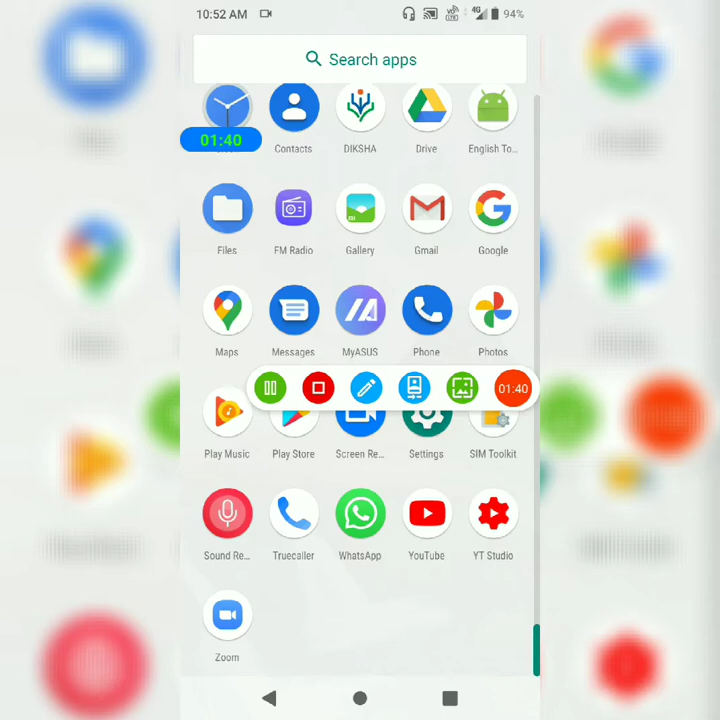 10:52 AM
4G
94%
Search apps
01:40
Contacts
DIKSHA
Drive
English To...
Files
FM Radio
Gallery
Gmail
Google
Maps
Messages
MyASUS
Phone
Photos
01:40
Play Music
Play Store
Screen Re...
Settings
SIM Toolkit
Sound Re...
Truecaller
WhatsApp
YouTube
YT Studio
Zoom